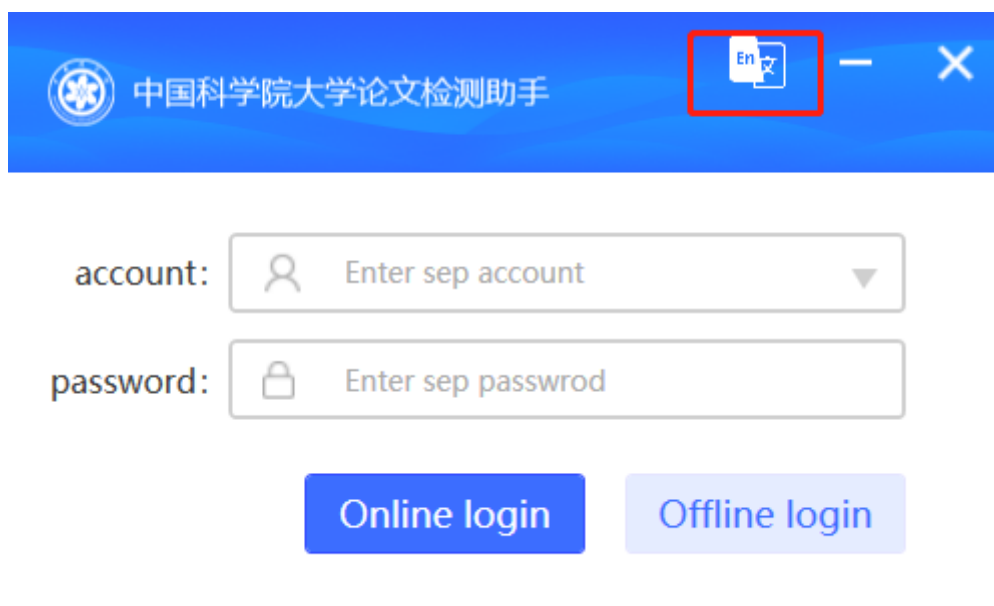 中国科学院大学论文检测助手
En 文
account:
Enter sep account
password:
Enter sep passwrod
Online login
Offline login